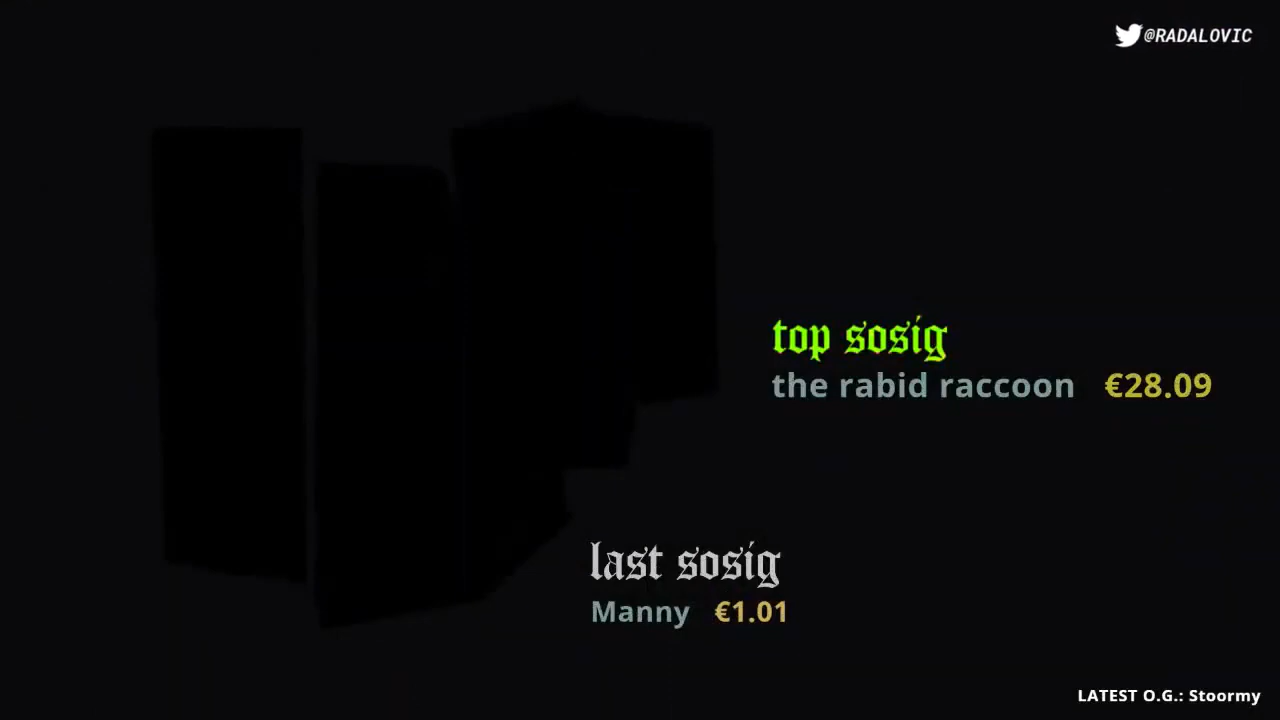 @RADALOVIC
top sosig
the rabid raccoon €28.09
last sosig
Manny €1.01
LATEST O.G.: Stoormy